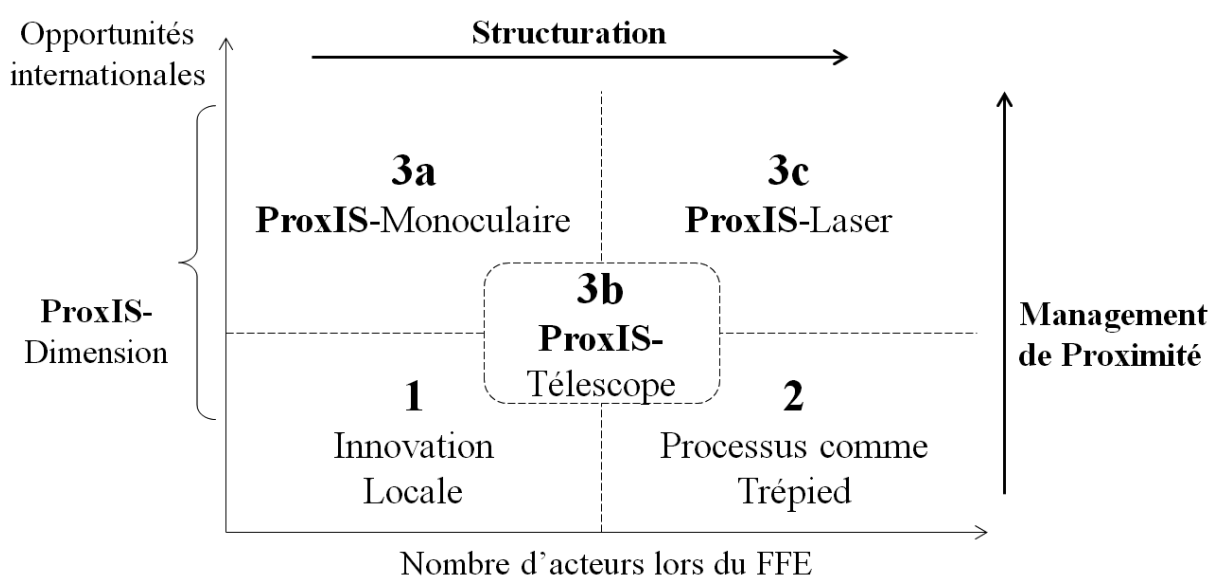 Opportunités
internationales
Structuration
3a
ProxIS-Monoculaire
3c
ProxIS-Laser
3b
ProxIS-
Télescope
ProxIS-
Dimension
Management
de Proximité
1
Innovation
Locale
2
Processus comme
Trépied
Nombre d’acteurs lors du FFE